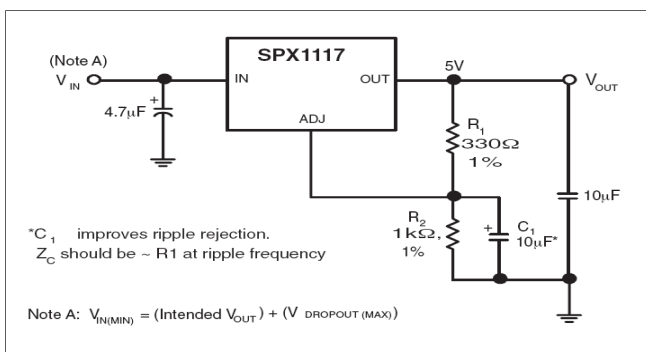 (Note A)
V IN
4.7μF
+
SPX1117
IN
OUT
ADJ
5V
V OUT
R1
330Ω
1%
R2
1kΩ,
1%
+
C1
10μF*
10μF
*C1 improves ripple rejection.
ZC should be ~ R1 at ripple frequency
Note A: VIN(MIN) = (Intended VOUT) + (V DROPOUT (MAX))